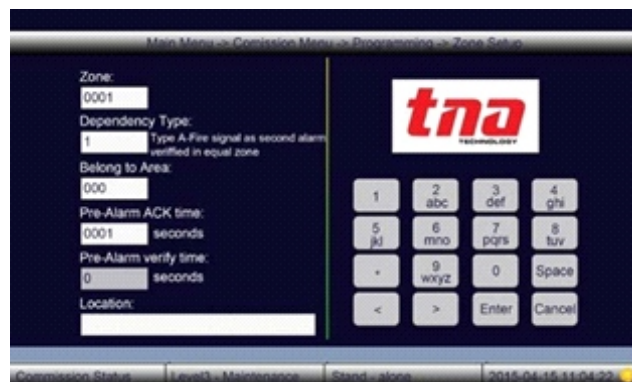 Main Menu -> Comission Menu -> Programming -> Zone Setup
Zone:
0001
Dependency Type:
1 Type A-Fire signal as second alarm
veriflied in equal zone
Belong to Area:
000
Pre-Alarm ACK time:
0001 seconds
Pre-Alarm verify time:
0 seconds
Location:
tna
TECHNOLOGY
1 2 abc 3 def 4 ghi
5 jkl 6 mno 7 pqrs 8 tuv
9 wxyz 0 Space
< > Enter Cancel
Commission Status Level3 - Maintenance Stand - alone 2015-04-15 11:04:22